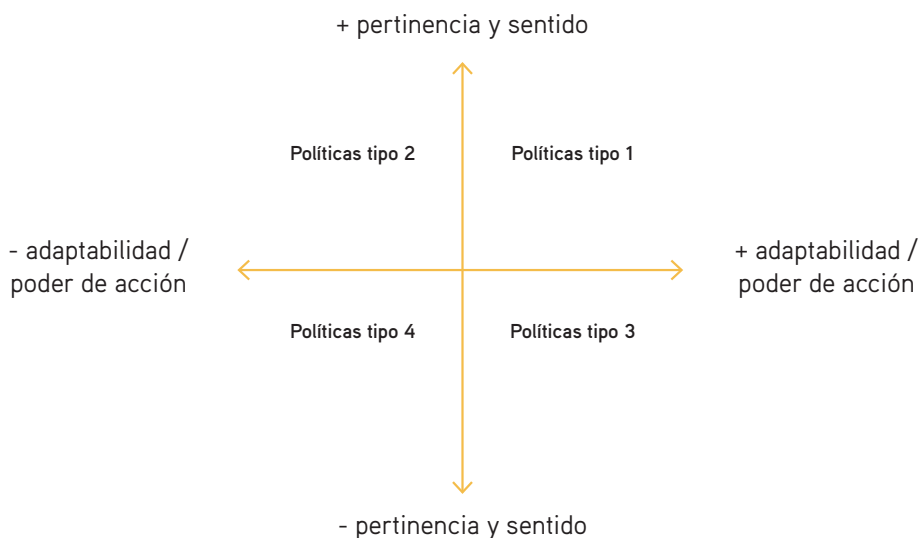 + pertinencia y sentido
Políticas tipo 2
Políticas tipo 1
- adaptabilidad /
poder de acción
+ adaptabilidad /
poder de acción
Políticas tipo 4
Políticas tipo 3
- pertinencia y sentido